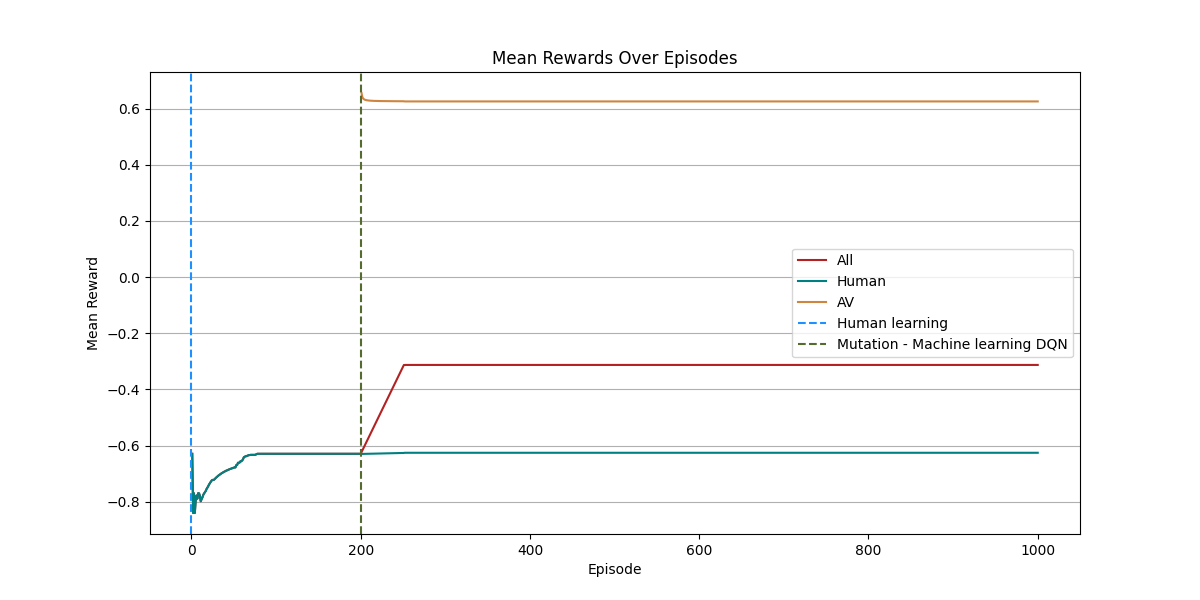 Mean Rewards Over Episodes
Mean Reward
0.6
0.4
0.2
0.0
−0.2
−0.4
−0.6
−0.8
All
Human
AV
Human learning
Mutation - Machine learning DQN
0 200 400 600 800 1000
Episode